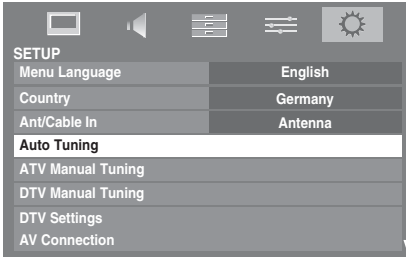 SETUP
Menu Language English
Country Germany
Ant/Cable In Antenna
Auto Tuning
ATV Manual Tuning
DTV Manual Tuning
DTV Settings
AV Connection